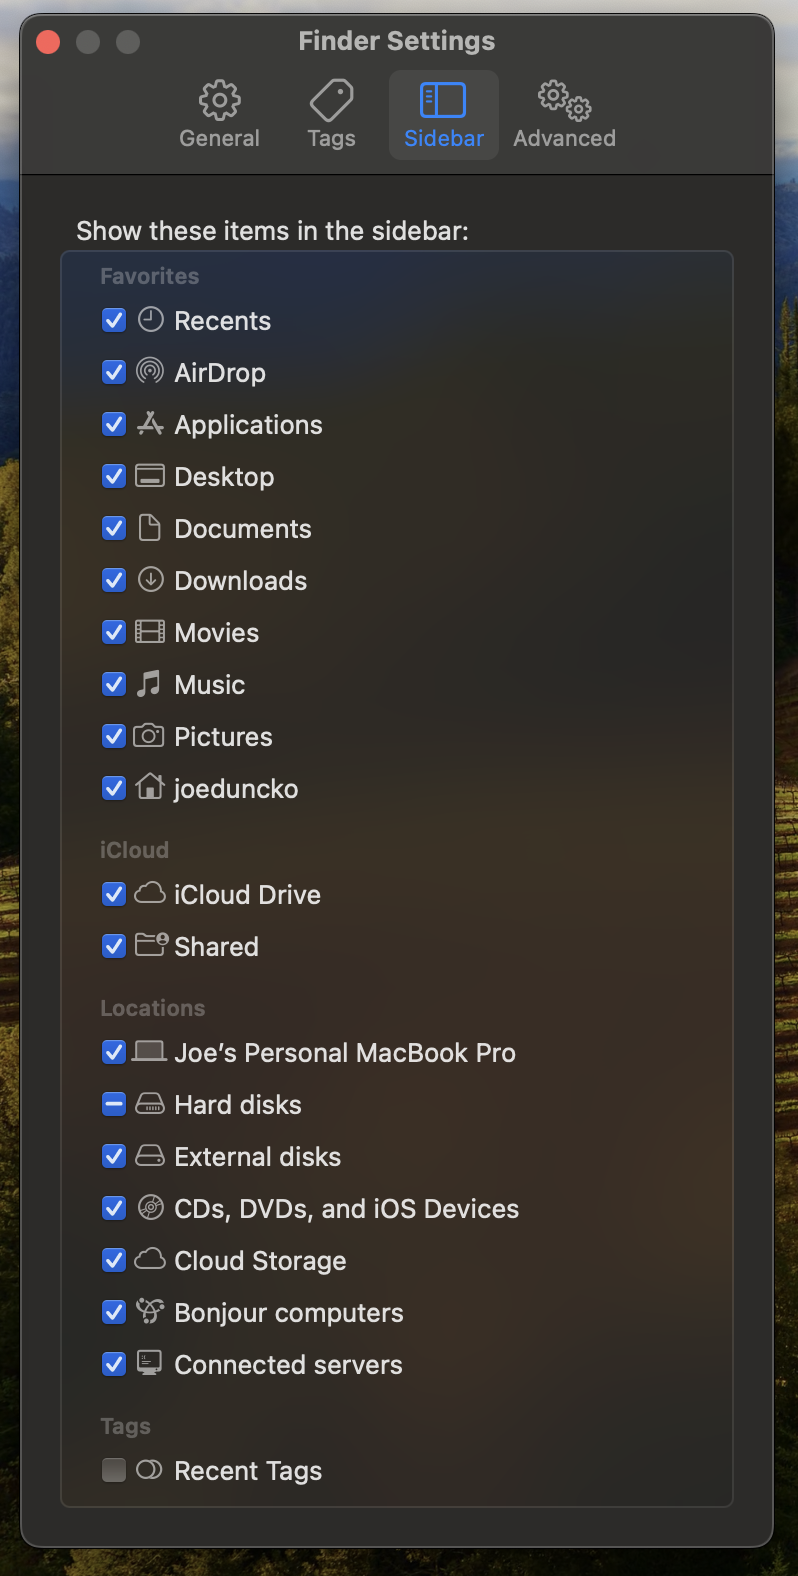 Finder Settings
General
Tags
Sidebar
Advanced
Show these items in the sidebar:
Favorites
Recents
AirDrop
Applications
Desktop
Documents
Downloads
Movies
Music
Pictures
joeduncko
iCloud
iCloud Drive
Shared
Locations
Joe’s Personal MacBook Pro
Hard disks
External disks
CDs, DVDs, and iOS Devices
Cloud Storage
Bonjour computers
Connected servers
Tags
Recent Tags